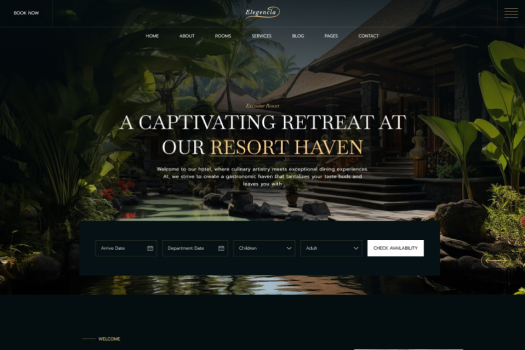 BOOK NOW
Elegencia
HOME ABOUT ROOMS SERVICES BLOG PAGES CONTACT
Exclusive Resort
A CAPTIVATING RETREAT AT
OUR RESORT HAVEN
Welcome to our hotel, where culinary artistry meets exceptional dining experiences.
At, we strive to create a gastronomic haven that tantalizes your taste buds and
leaves you with
Arrive Date Department Date Children Adult CHECK AVAILABILITY
WELCOME